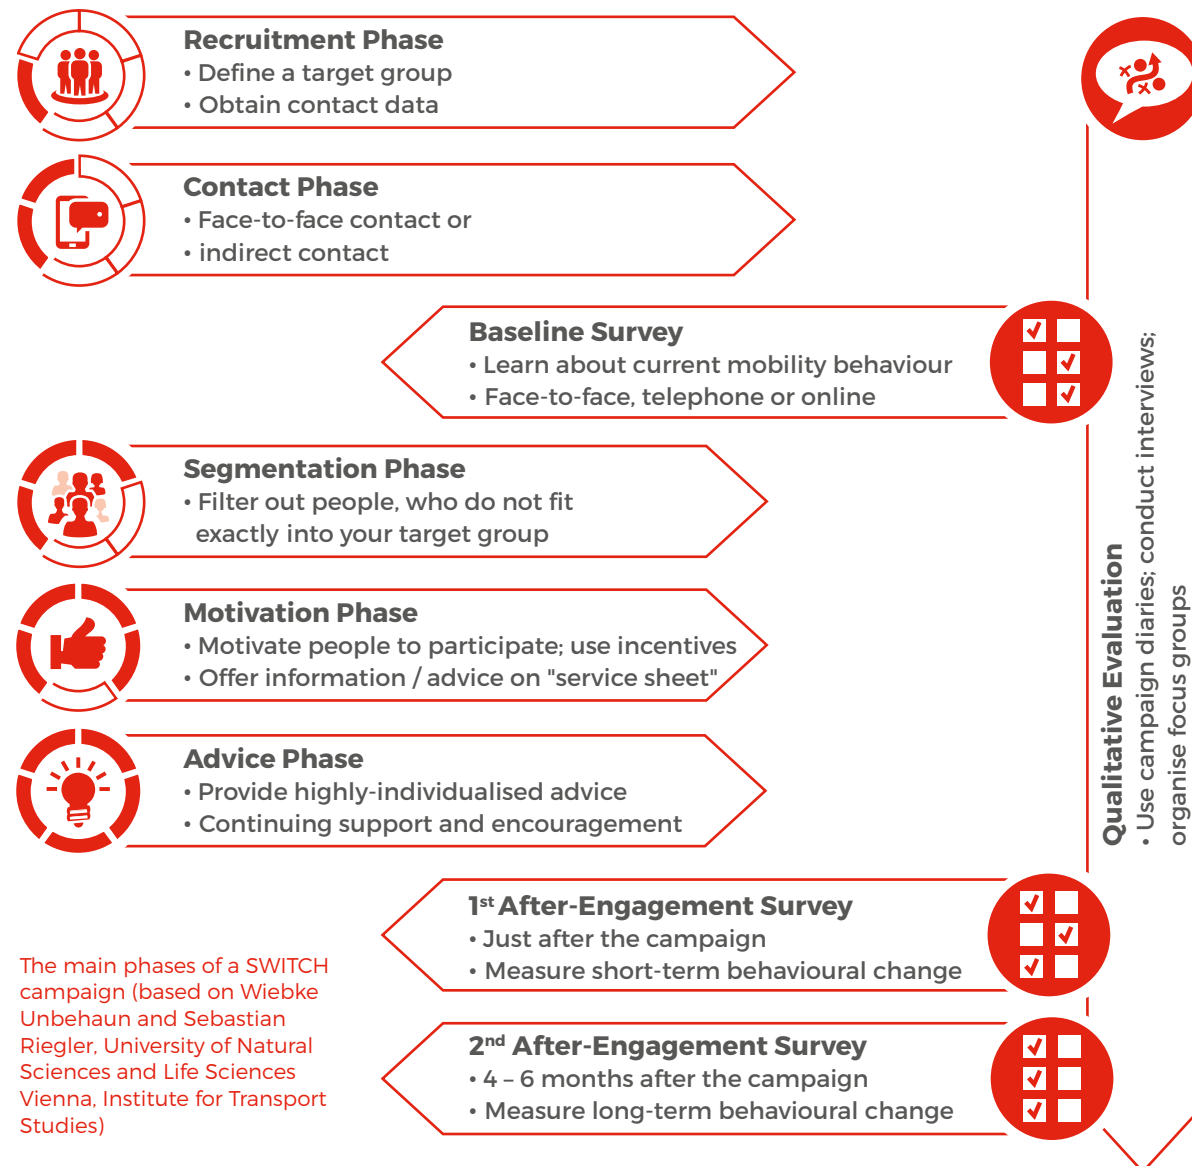 Recruitment Phase
• Define a target group
• Obtain contact data
Contact Phase
• Face-to-face contact or
• indirect contact
Baseline Survey
• Learn about current mobility behaviour
• Face-to-face, telephone or online
Segmentation Phase
• Filter out people, who do not fit
exactly into your target group
Motivation Phase
• Motivate people to participate; use incentives
• Offer information / advice on "service sheet"
Advice Phase
• Provide highly-individualised advice
• Continuing support and encouragement
1st After-Engagement Survey
• Just after the campaign
• Measure short-term behavioural change
2nd After-Engagement Survey
• 4 – 6 months after the campaign
• Measure long-term behavioural change
Qualitative Evaluation
• Use campaign diaries; conduct interviews;
organise focus groups
The main phases of a SWITCH
campaign (based on Wiebke
Unbehaun and Sebastian
Riegler, University of Natural
Sciences and Life Sciences
Vienna, Institute for Transport
Studies)